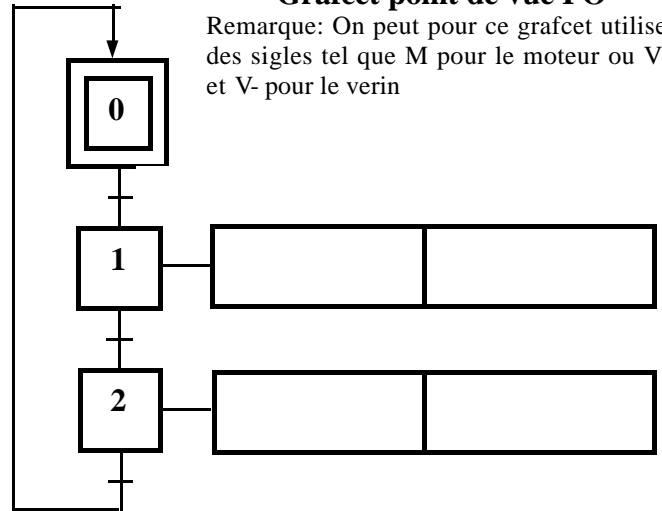 Grafcet point de vue PO
Remarque: On peut pour ce grafcet utilise
des sigles tel que M pour le moteur ou V
et V- pour le verin
0
1
2